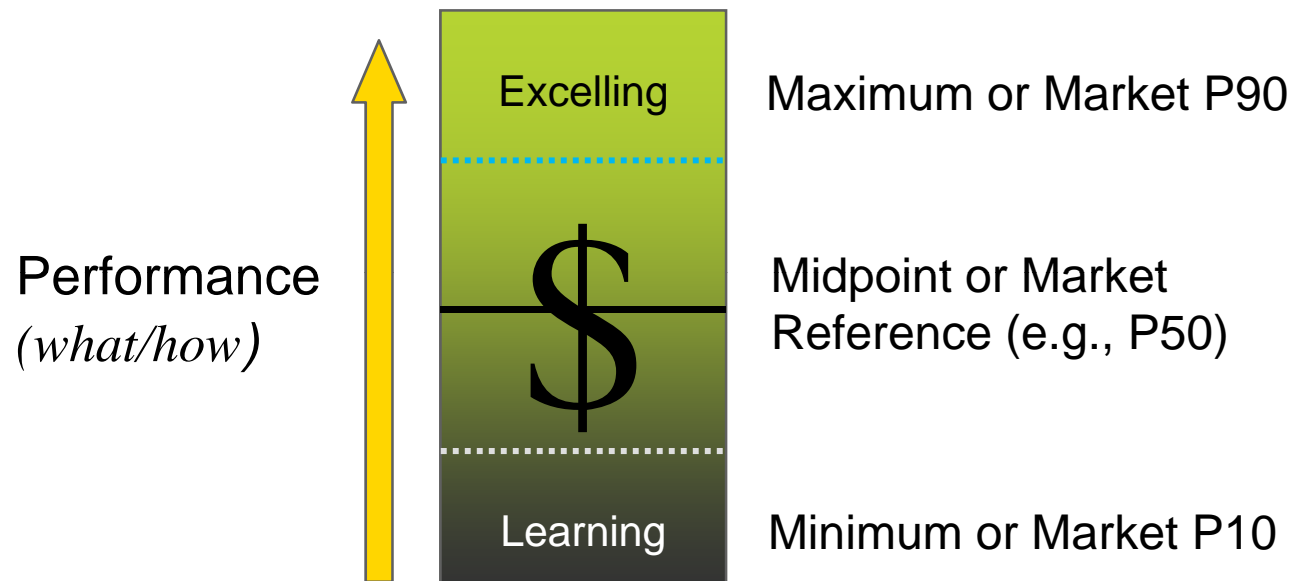 Excelling
Maximum or Market P90
Performance
(what/how)
$
Midpoint or Market
Reference (e.g., P50)
Learning
Minimum or Market P10